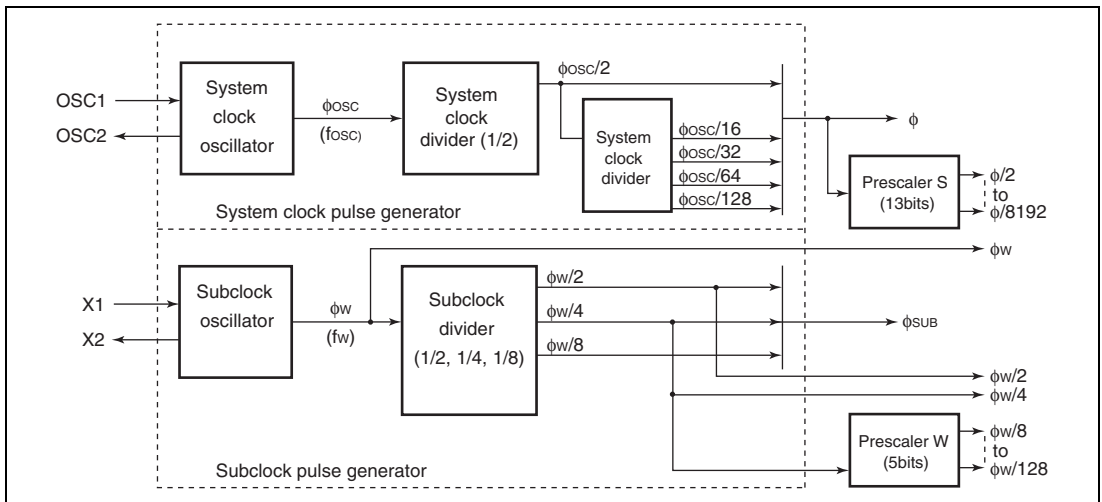 OSC1
OSC2
System
clock
oscillator
φOSC
(fOSC)
System
clock
divider (1/2)
φOSC/2
System
clock
divider
φOSC/16
φOSC/32
φOSC/64
φOSC/128
φ
Prescaler S
(13bits)
φ/2
to
φ/8192
System clock pulse generator
X1
X2
Subclock
oscillator
φW
(fW)
Subclock
divider
(1/2, 1/4, 1/8)
φW/2
φW/4
φW/8
φW
φSUB
φW/2
φW/4
Prescaler W
(5bits)
φW/8
to
φW/128
Subclock pulse generator